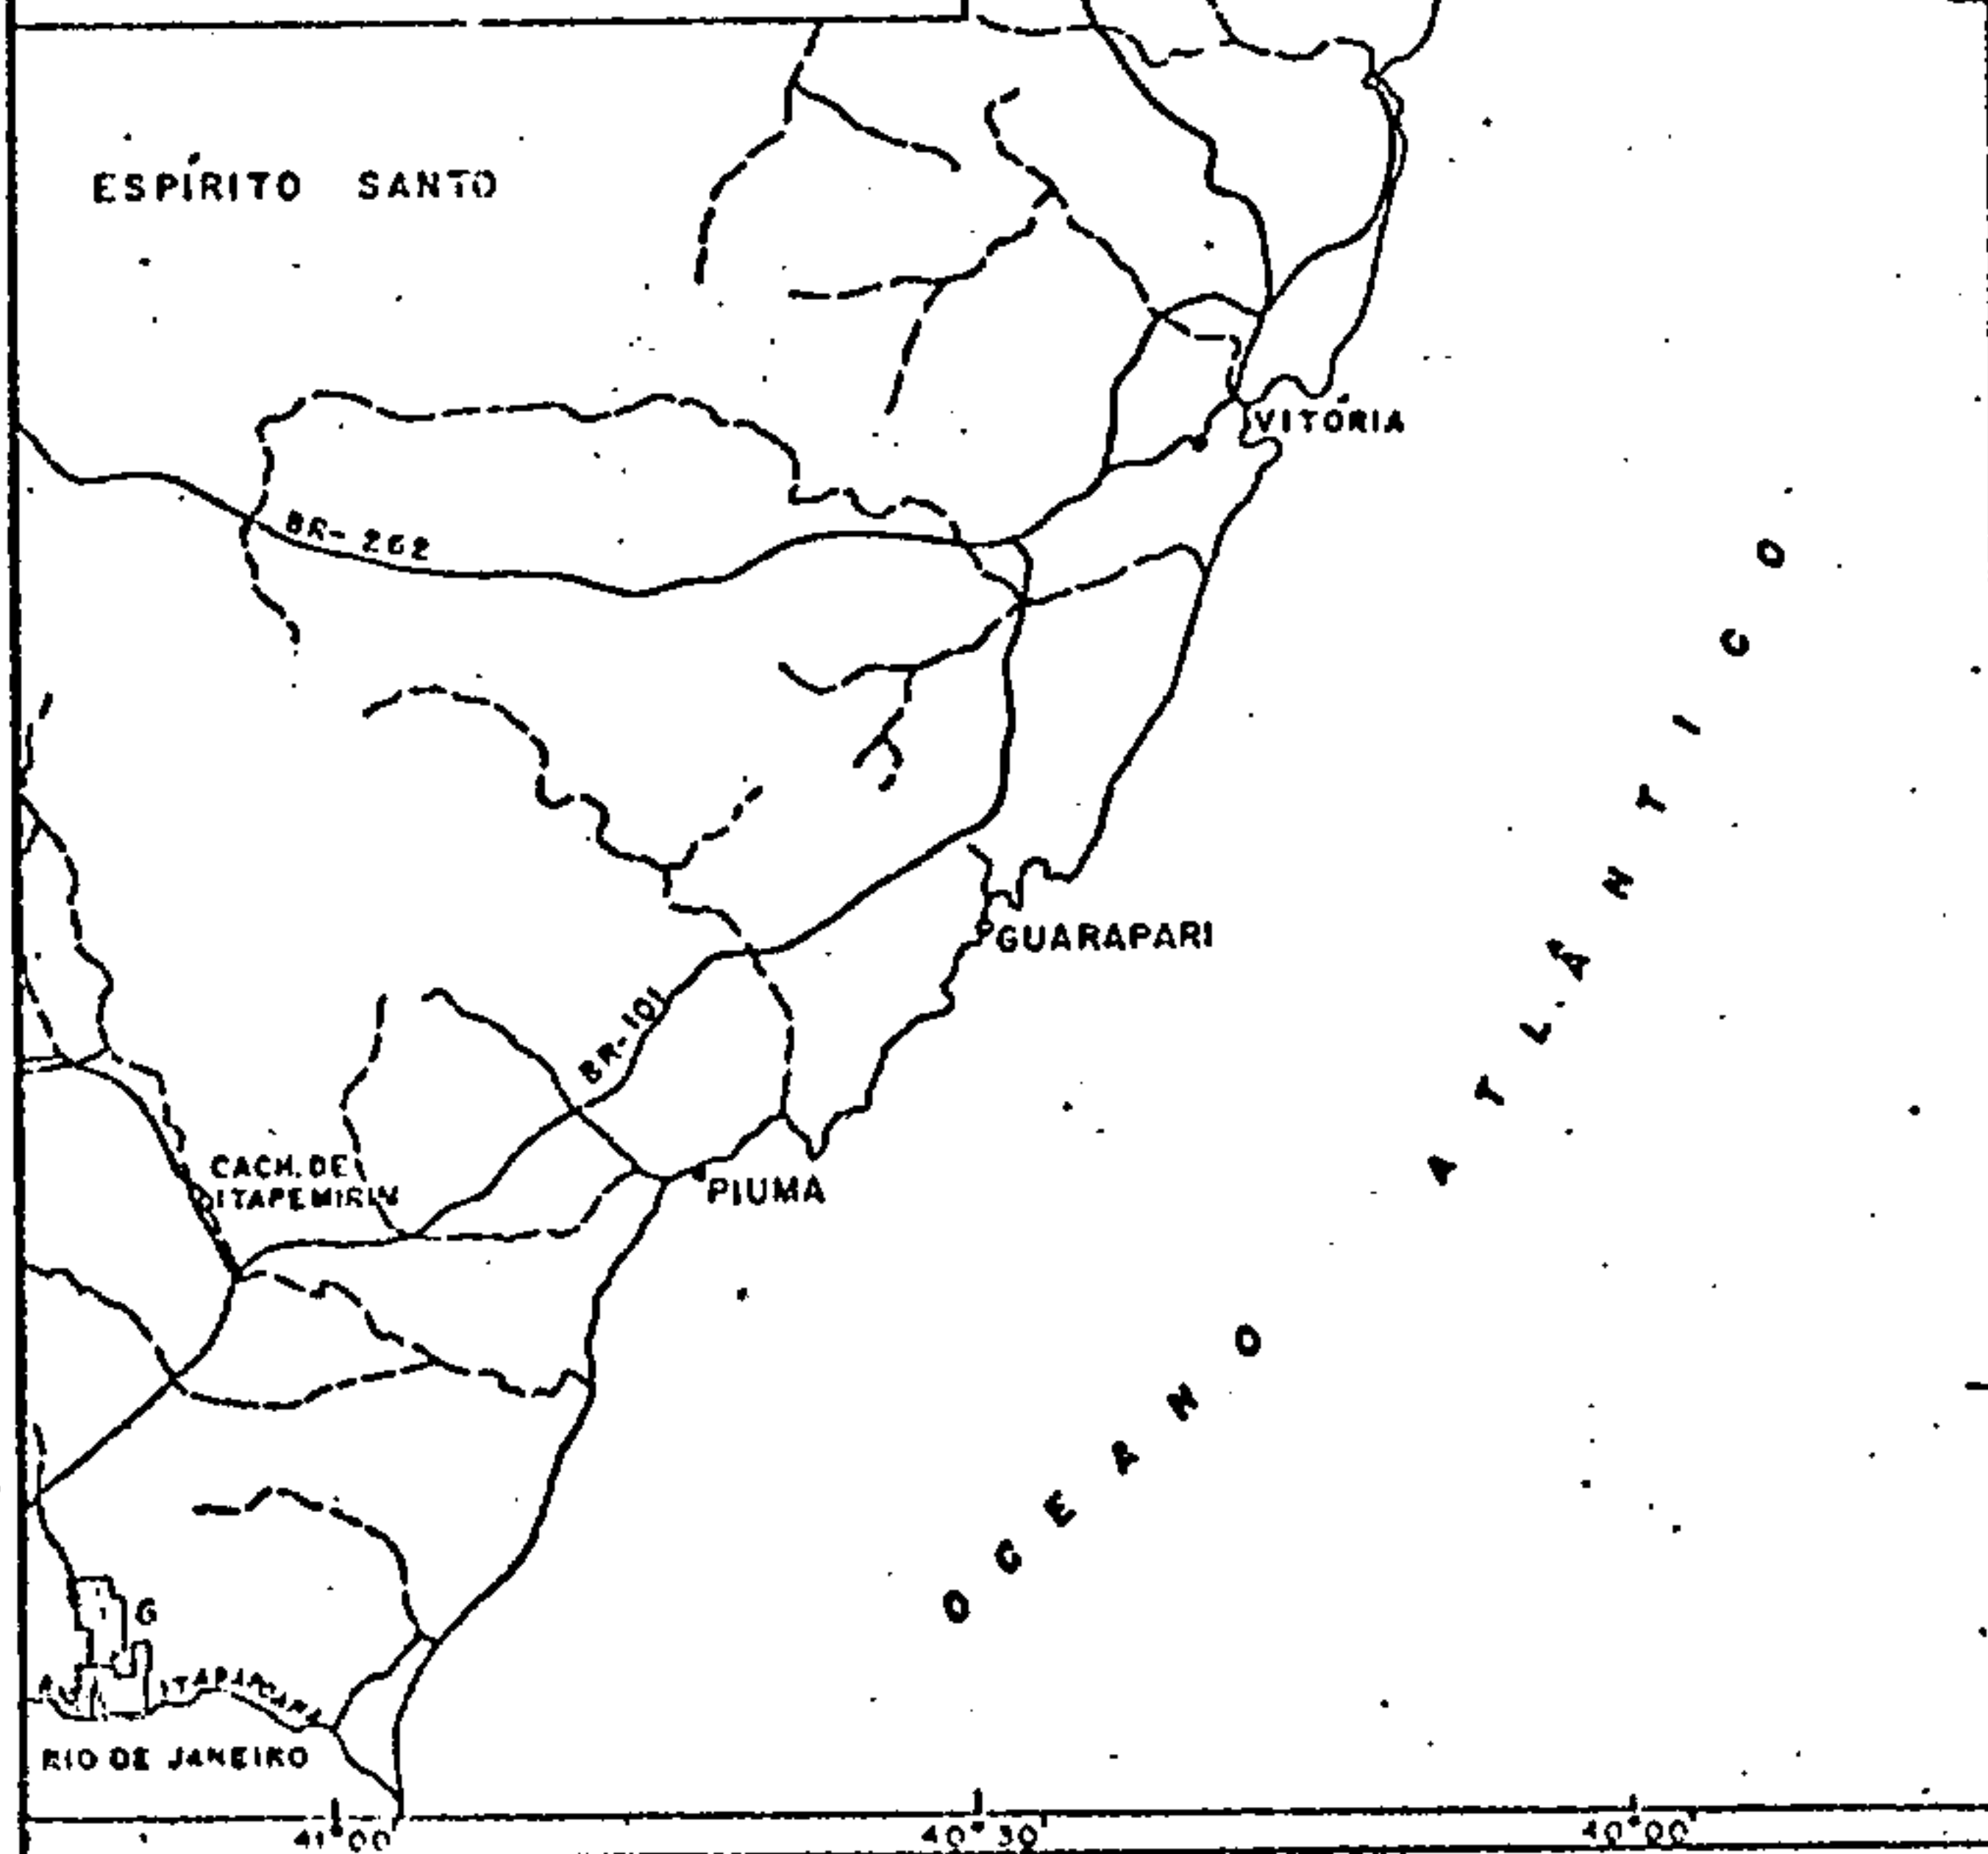 ESPÍRITO SANTO
VITÓRIA
BR-262
GUARAPARI
BR-101
CACH. DE
ITAPEMIRIM
PIUMA
OCEANO ATLÂNTICO
G
RIO DE JANEIRO
41°00' 40°30' 40°00'